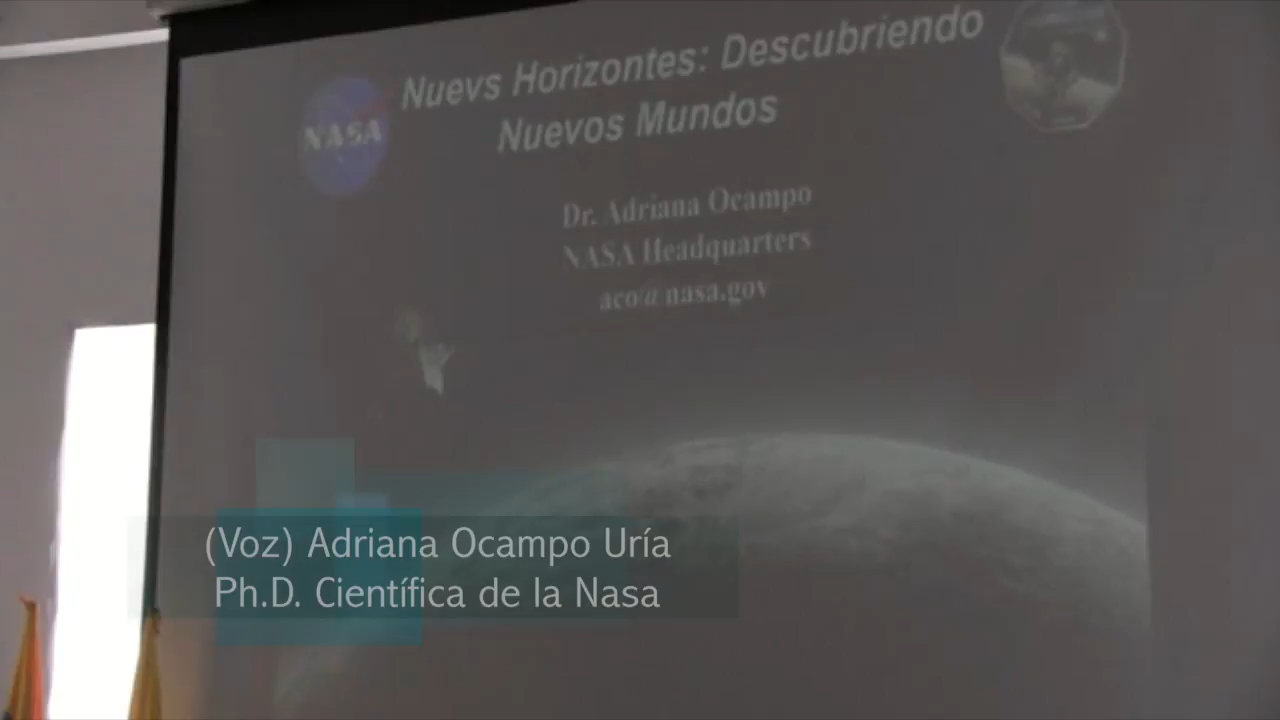 Nuevs Horizontes: Descubriendo
Nuevos Mundos
NASA
Dr. Adriana Ocampo
NASA Headquarters
aco@nasa.gov
(Voz) Adriana Ocampo Uría
Ph.D. Científica de la Nasa